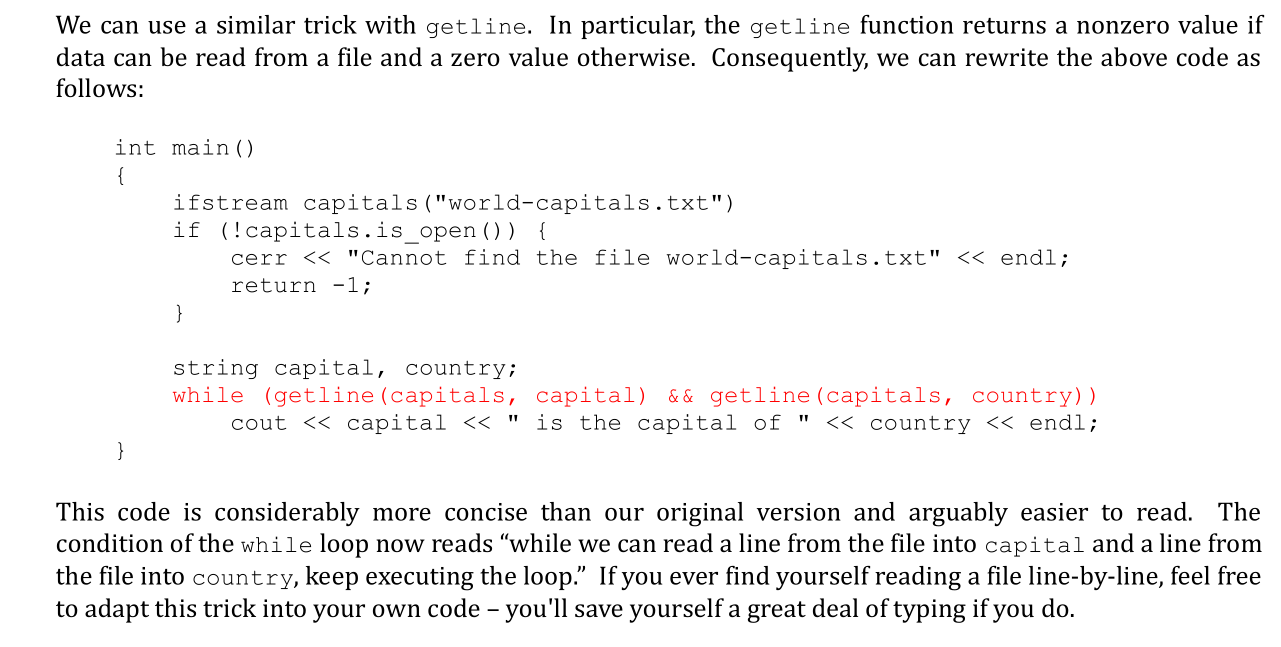 We can use a similar trick with getline. In particular, the getline function returns a nonzero value if
data can be read from a file and a zero value otherwise. Consequently, we can rewrite the above code as
follows:
int main()
{
    ifstream capitals("world-capitals.txt")
    if (!capitals.is_open()) {
        cerr << "Cannot find the file world-capitals.txt" << endl;
        return -1;
    }
    string capital, country;
    while (getline(capitals, capital) && getline(capitals, country))
        cout << capital << " is the capital of " << country << endl;
}
This code is considerably more concise than our original version and arguably easier to read. The
condition of the while loop now reads “while we can read a line from the file into capital and a line from
the file into country, keep executing the loop.” If you ever find yourself reading a file line-by-line, feel free
to adapt this trick into your own code – you'll save yourself a great deal of typing if you do.